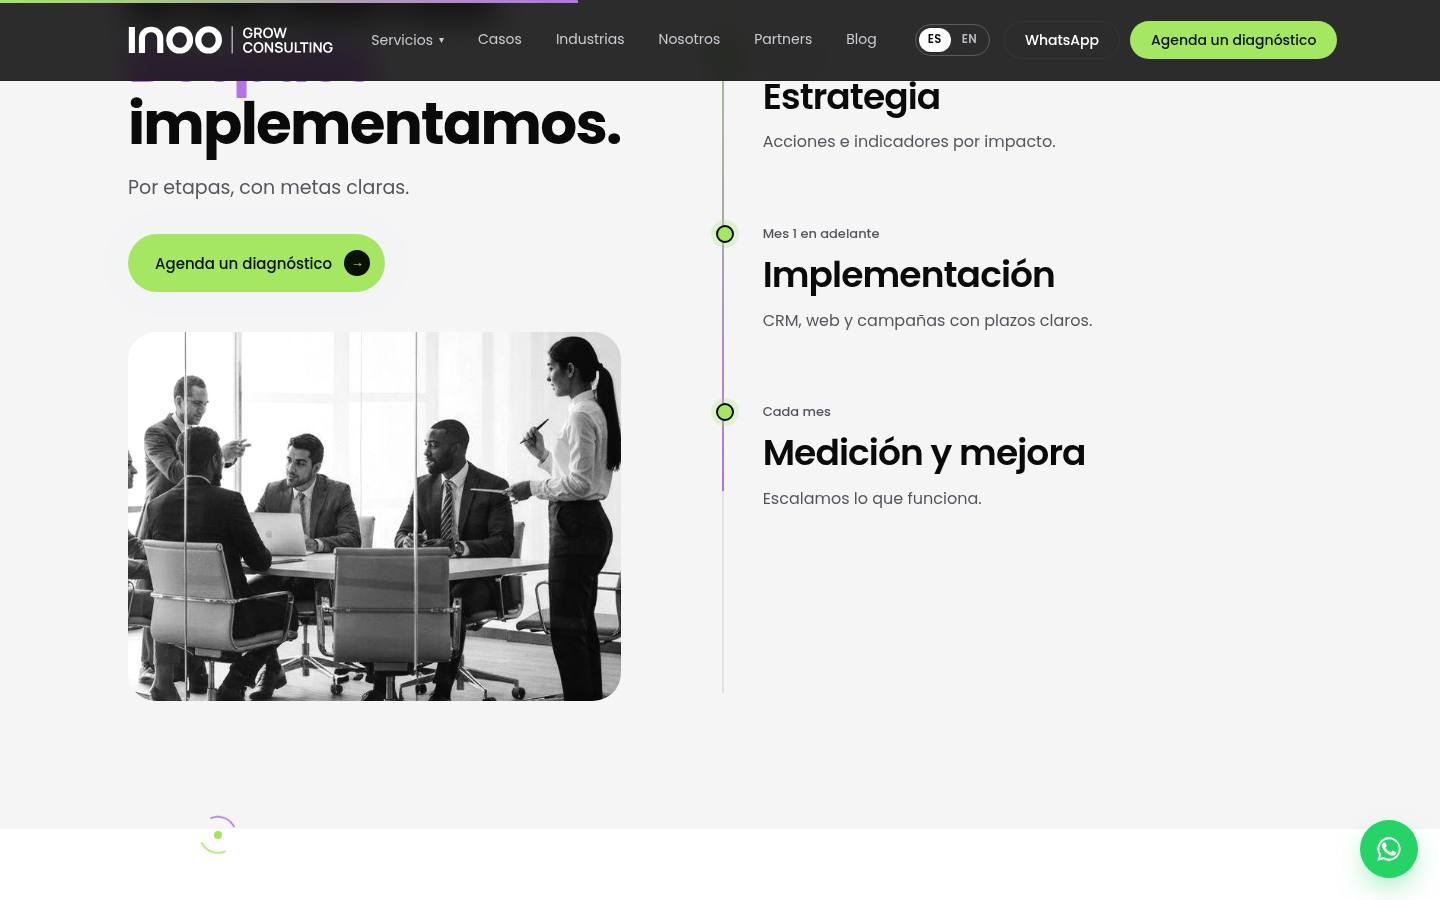 INOO GROW CONSULTING
Servicios ▾
Casos
Industrias
Nosotros
Partners
Blog
ES
EN
WhatsApp
Agenda un diagnóstico
implementamos.
Por etapas, con metas claras.
Agenda un diagnóstico →
Estrategia
Acciones e indicadores por impacto.
Mes 1 en adelante
Implementación
CRM, web y campañas con plazos claros.
Cada mes
Medición y mejora
Escalamos lo que funciona.